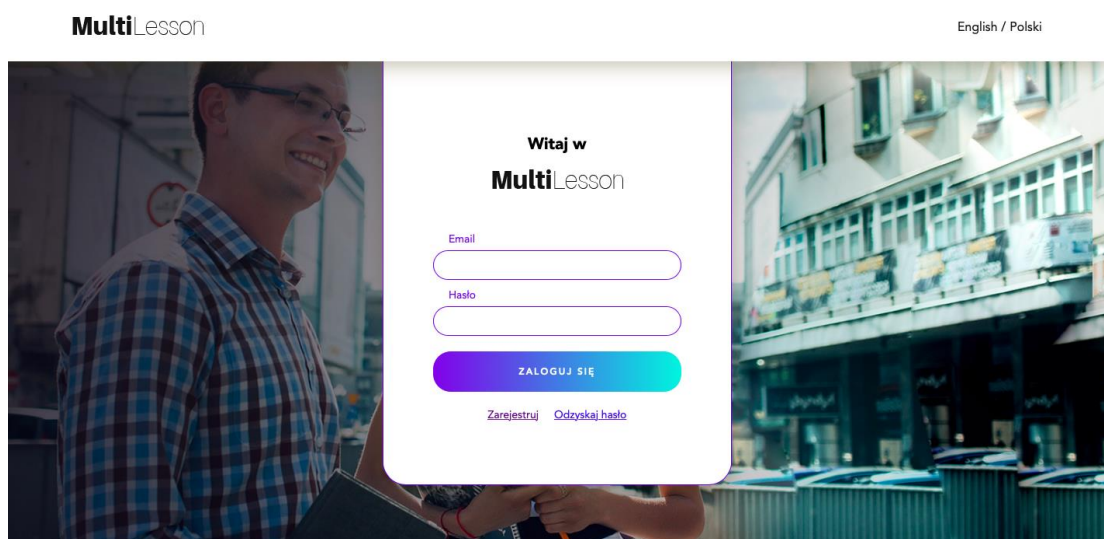 MultiLesson
English / Polski
Witaj w
MultiLesson
Email
Hasło
ZALOGUJ SIĘ
Zarejestruj Odzyskaj hasło